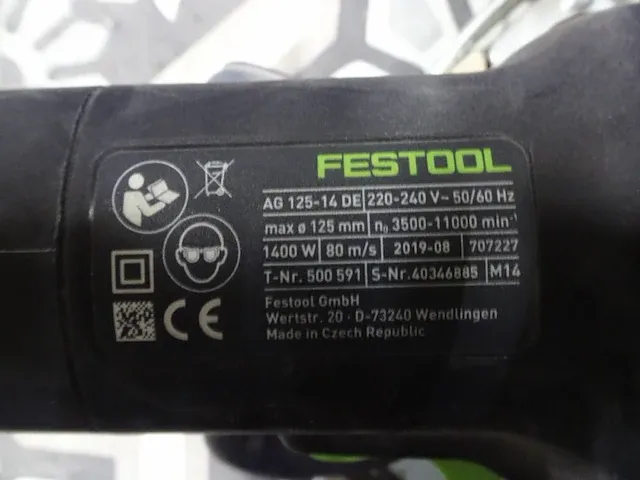 FESTOOL
AG 125-14 DE 220-240 V~ 50/60 Hz
max ø 125 mm n₀ 3500-11000 min⁻¹
1400 W 80 m/s 2019-08 707227
T-Nr. 500 591 S-Nr. 40346885 M14
Festool GmbH
Wertstr. 20 · D-73240 Wendlingen
Made in Czech Republic
CE